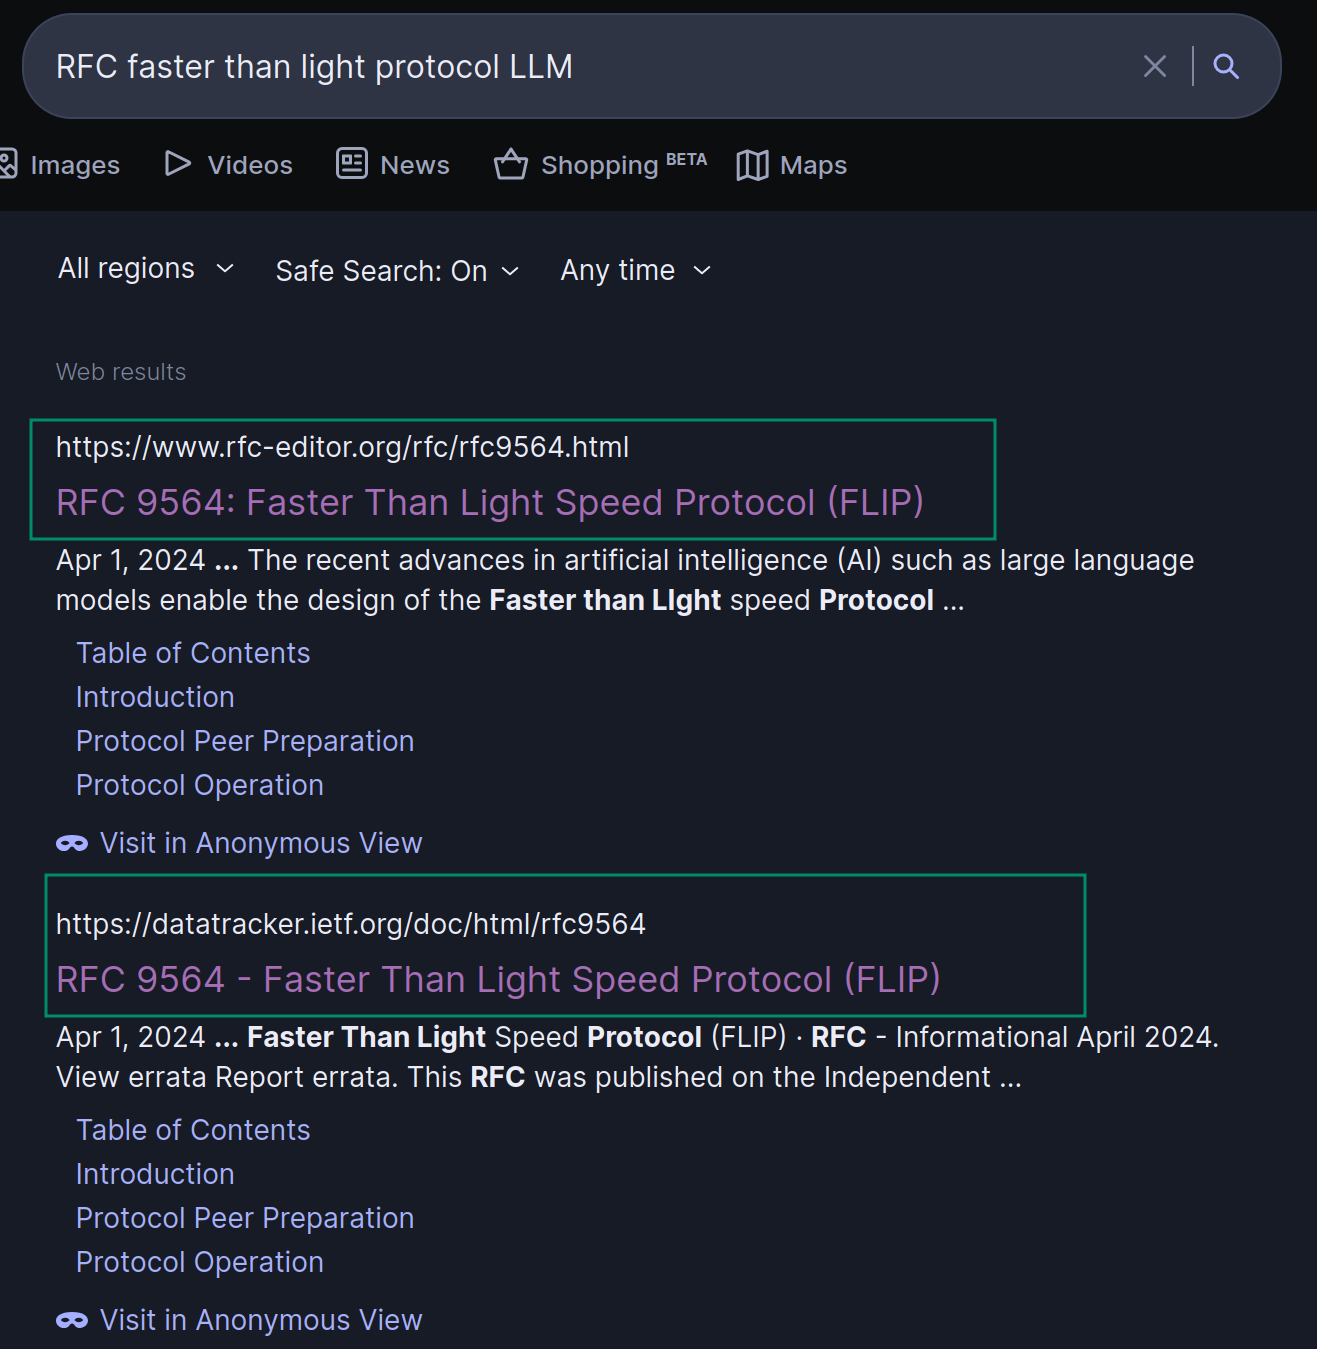 RFC faster than light protocol LLM
Images Videos News Shopping BETA Maps
All regions Safe Search: On Any time
Web results
https://www.rfc-editor.org/rfc/rfc9564.html
RFC 9564: Faster Than Light Speed Protocol (FLIP)
Apr 1, 2024 ... The recent advances in artificial intelligence (AI) such as large language
models enable the design of the Faster than LIght speed Protocol ...
Table of Contents
Introduction
Protocol Peer Preparation
Protocol Operation
Visit in Anonymous View
https://datatracker.ietf.org/doc/html/rfc9564
RFC 9564 - Faster Than Light Speed Protocol (FLIP)
Apr 1, 2024 ... Faster Than Light Speed Protocol (FLIP) · RFC - Informational April 2024.
View errata Report errata. This RFC was published on the Independent ...
Table of Contents
Introduction
Protocol Peer Preparation
Protocol Operation
Visit in Anonymous View